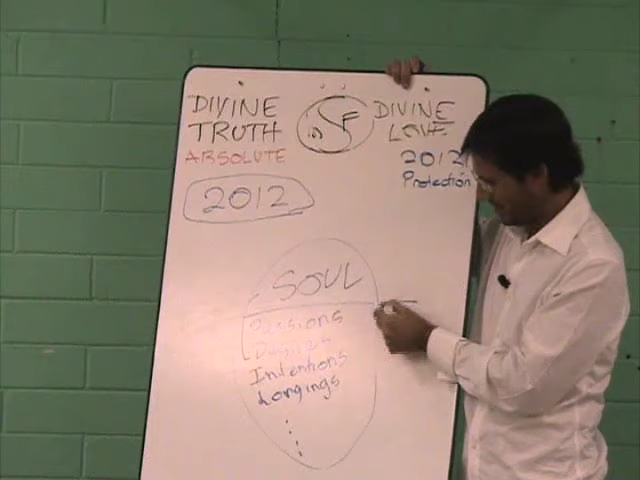 DIVINE
TRUTH
ABSOLUTE
DIVINE
LOVE
2012
Protection
2012
SOUL
Passions
Desires
Intentions
Longings